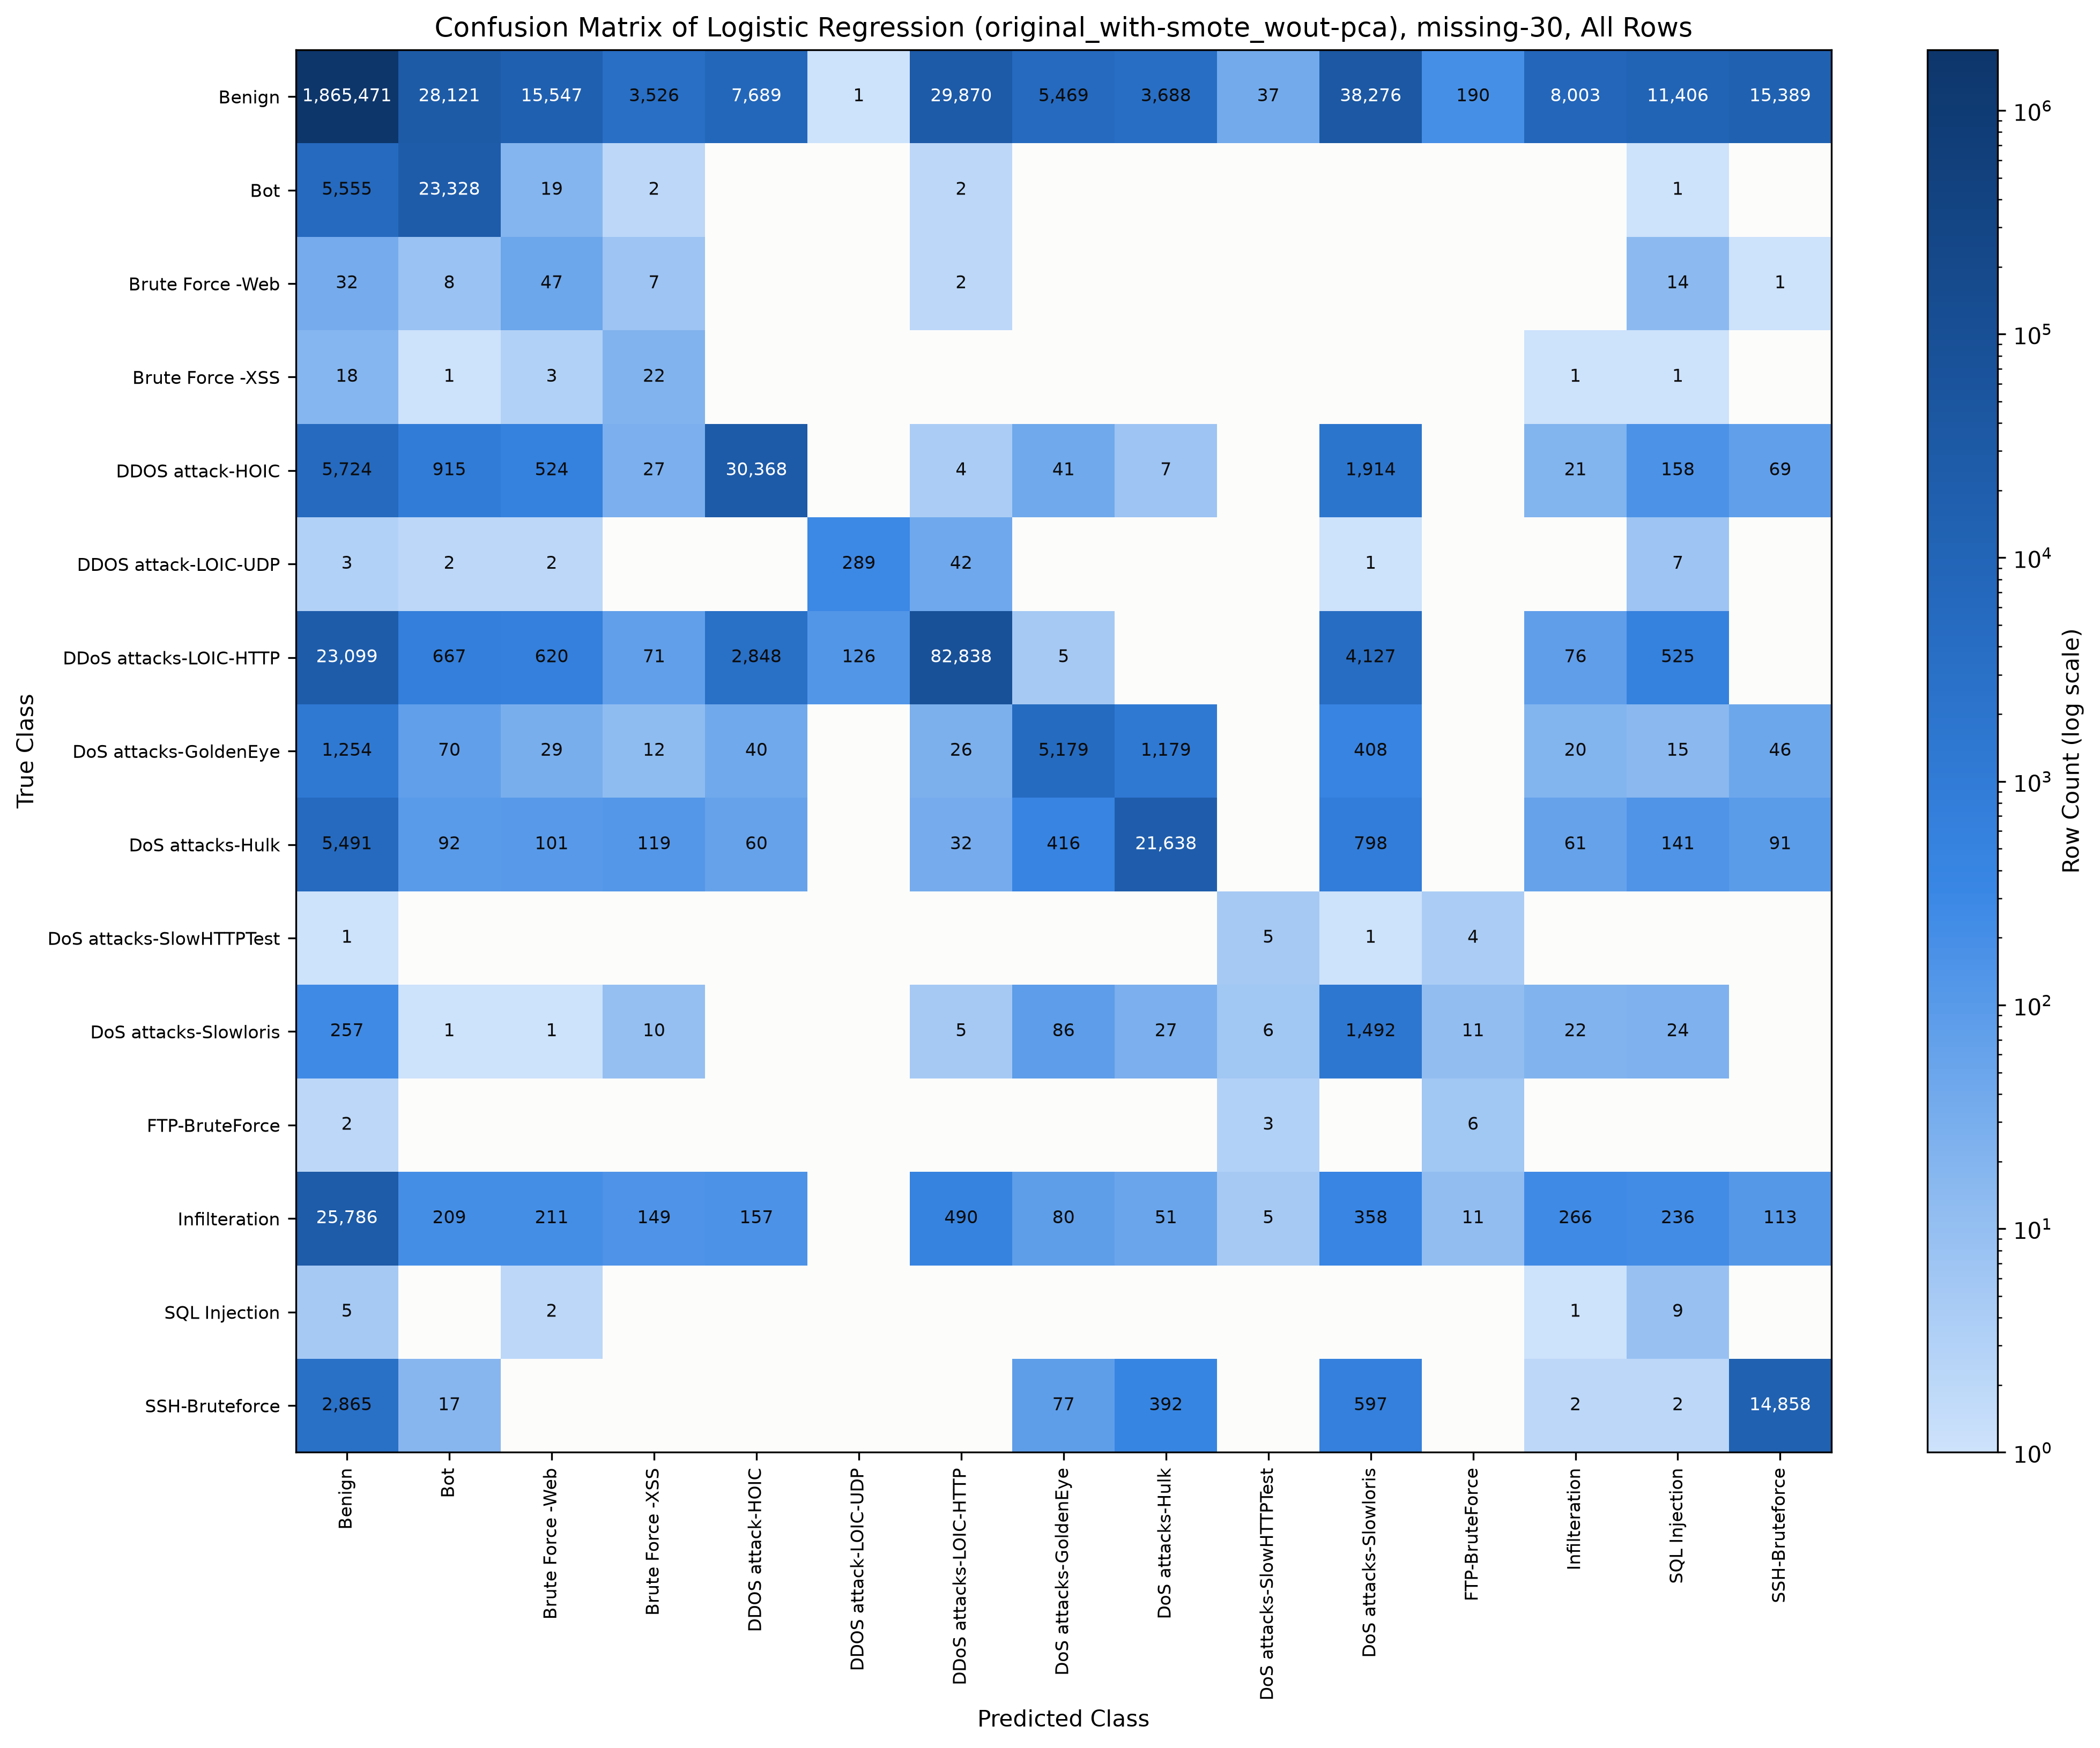 Confusion Matrix of Logistic Regression (original_with-smote_wout-pca), missing-30, All Rows
True Class
Benign 1,865,471 28,121 15,547 3,526 7,689 1 29,870 5,469 3,688 37 38,276 190 8,003 11,406 15,389
Bot 5,555 23,328 19 2 2 1
Brute Force -Web 32 8 47 7 2 14 1
Brute Force -XSS 18 1 3 22 1 1
DDOS attack-HOIC 5,724 915 524 27 30,368 4 41 7 1,914 21 158 69
DDOS attack-LOIC-UDP 3 2 2 289 42 1 7
DDoS attacks-LOIC-HTTP 23,099 667 620 71 2,848 126 82,838 5 4,127 76 525
DoS attacks-GoldenEye 1,254 70 29 12 40 26 5,179 1,179 408 20 15 46
DoS attacks-Hulk 5,491 92 101 119 60 32 416 21,638 798 61 141 91
DoS attacks-SlowHTTPTest 1 5 1 4
DoS attacks-Slowloris 257 1 1 10 5 86 27 6 1,492 11 22 24
FTP-BruteForce 2 3 6
Infilteration 25,786 209 211 149 157 490 80 51 5 358 11 266 236 113
SQL Injection 5 2 1 9
SSH-Bruteforce 2,865 17 77 392 597 2 2 14,858
Benign
Bot
Brute Force -Web
Brute Force -XSS
DDOS attack-HOIC
DDOS attack-LOIC-UDP
DDoS attacks-LOIC-HTTP
DoS attacks-GoldenEye
DoS attacks-Hulk
DoS attacks-SlowHTTPTest
DoS attacks-Slowloris
FTP-BruteForce
Infilteration
SQL Injection
SSH-Bruteforce
Predicted Class
10⁶
10⁵
10⁴
10³
10²
10¹
10⁰
Row Count (log scale)